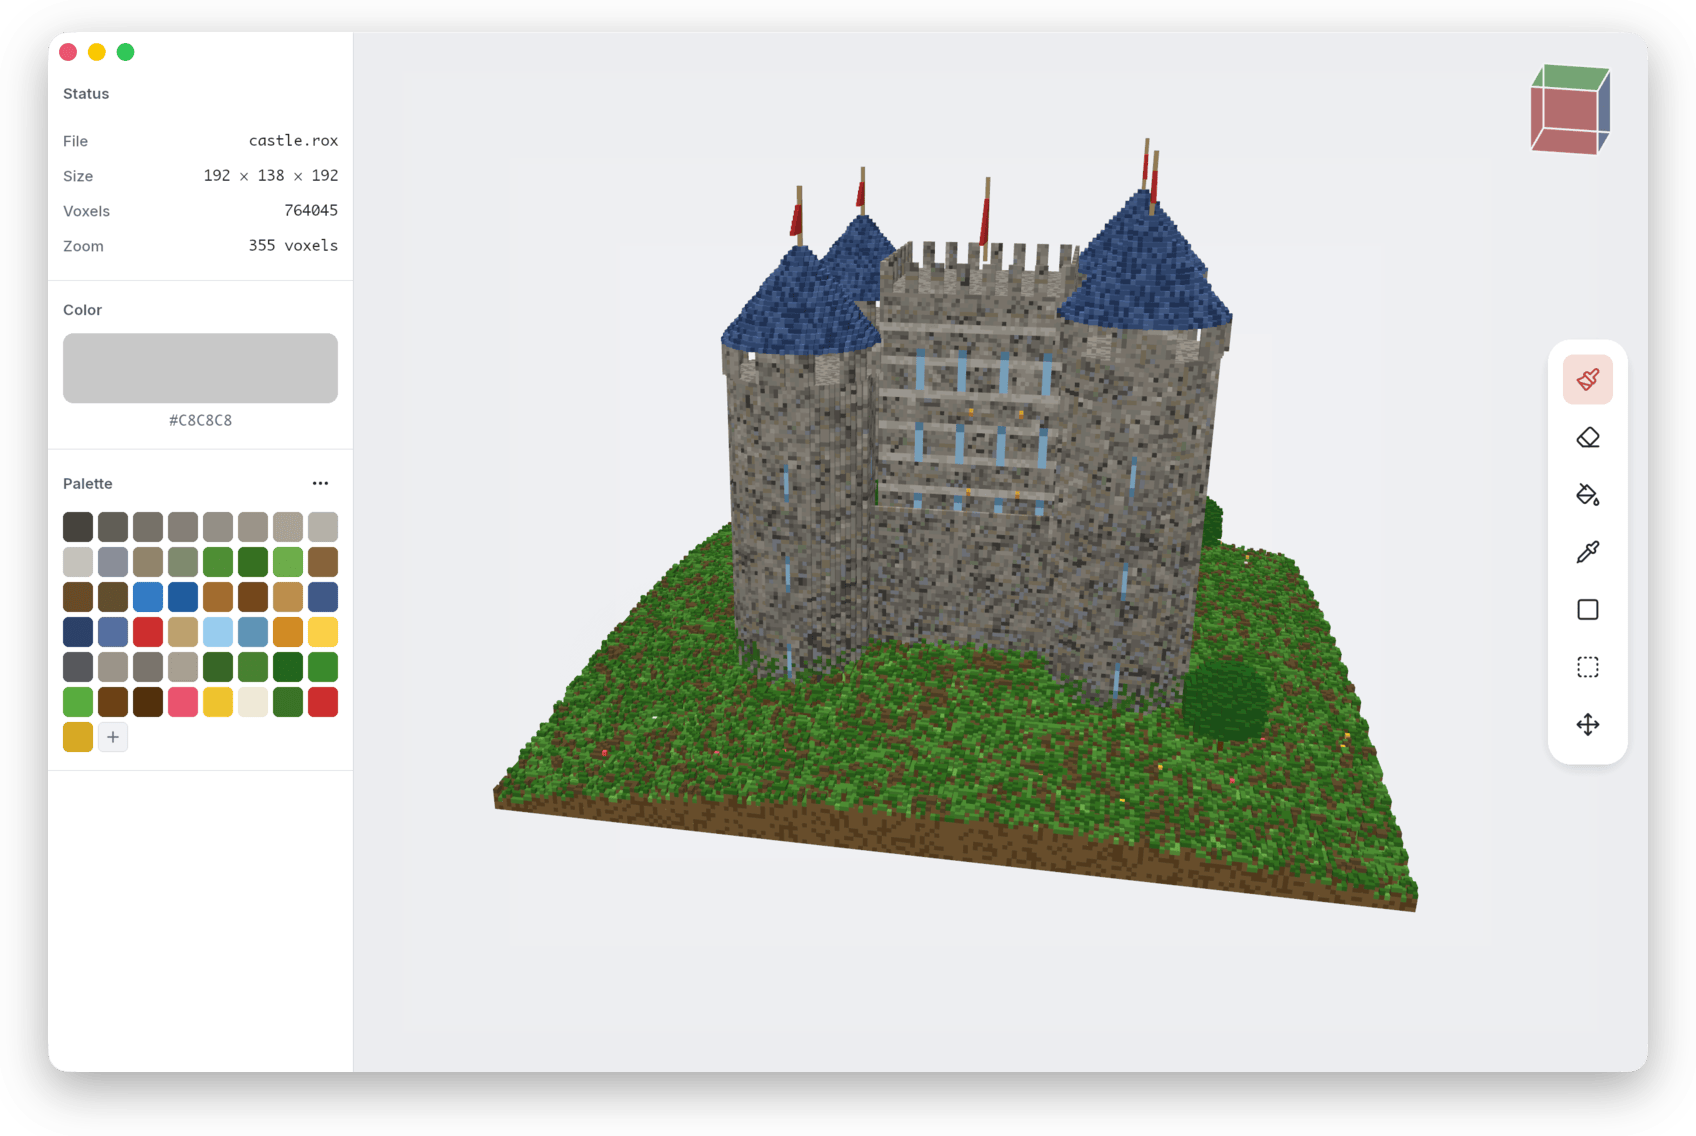 Status
File castle.rox
Size 192 × 138 × 192
Voxels 764045
Zoom 355 voxels
Color
#C8C8C8
Palette